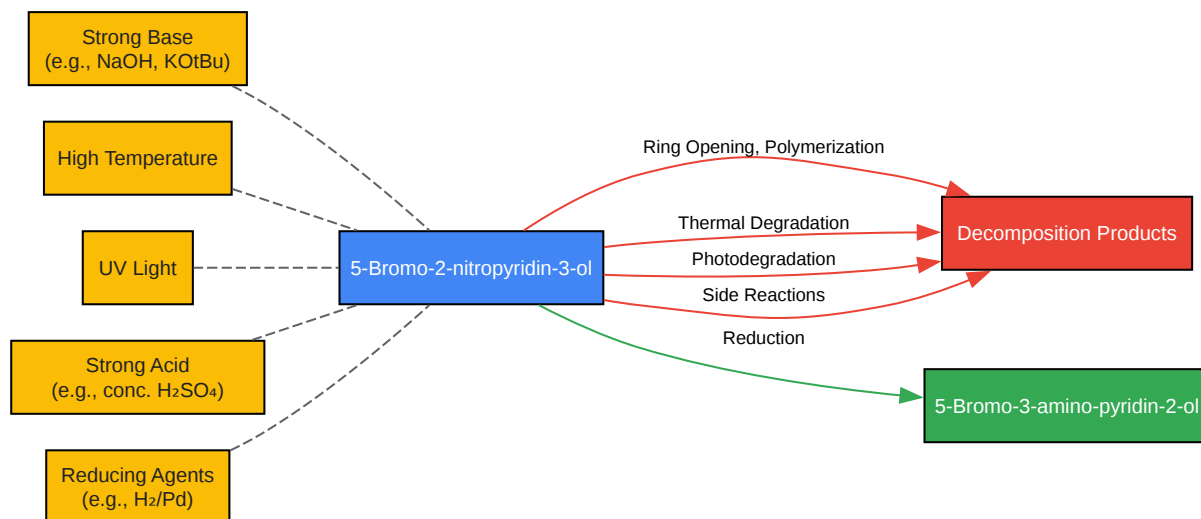 Strong Base
(e.g., NaOH, KOtBu)
High Temperature
UV Light
Strong Acid
(e.g., conc. H₂SO₄)
Reducing Agents
(e.g., H₂/Pd)
5-Bromo-2-nitropyridin-3-ol
Ring Opening, Polymerization
Thermal Degradation
Photodegradation
Side Reactions
Reduction
Decomposition Products
5-Bromo-3-amino-pyridin-2-ol